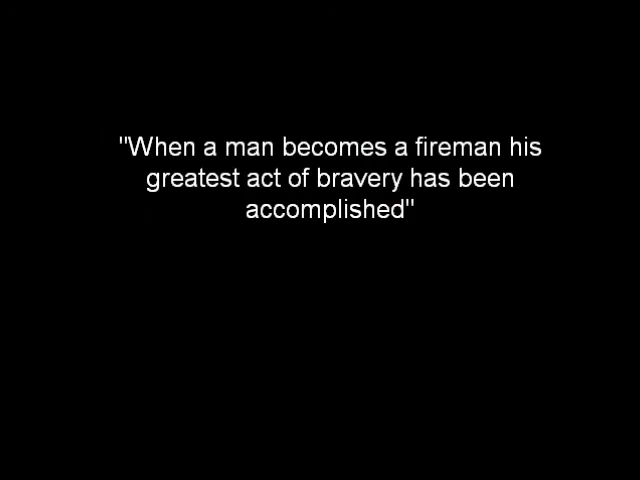 "When a man becomes a fireman his
greatest act of bravery has been
accomplished"